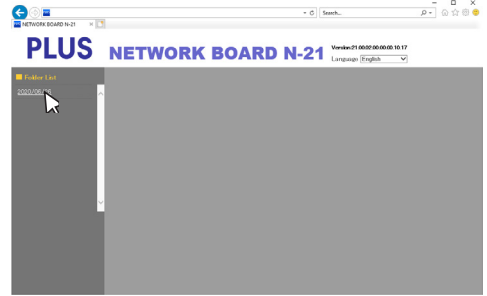 Search...
NETWORK BOARD N-21
PLUS
NETWORK BOARD N-21
Version:21.00.02.00.00.00.10.17
Language English
Folder List